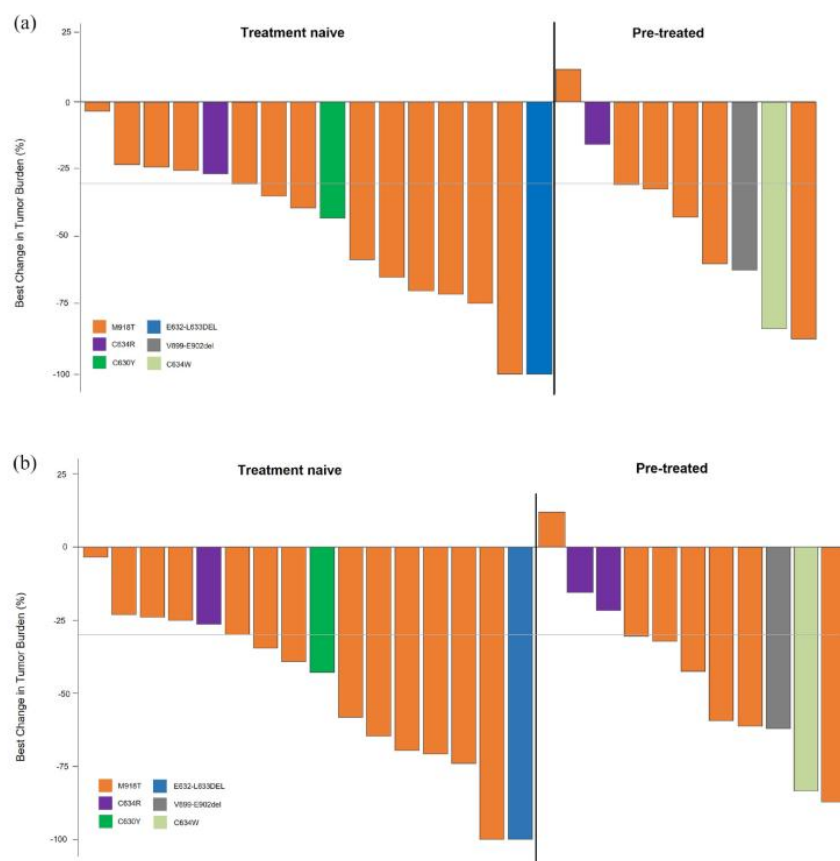 (a)
Treatment naive
Pre-treated
25
0
-25
-50
-75
-100
Best Change in Tumor Burden (%)
M918T
E632-L633DEL
C634R
V899-E902del
C630Y
C634W
(b)
Treatment naive
Pre-treated
25
0
-25
-50
-75
-100
Best Change in Tumor Burden (%)
M918T
E632-L633DEL
C634R
V899-E902del
C630Y
C634W